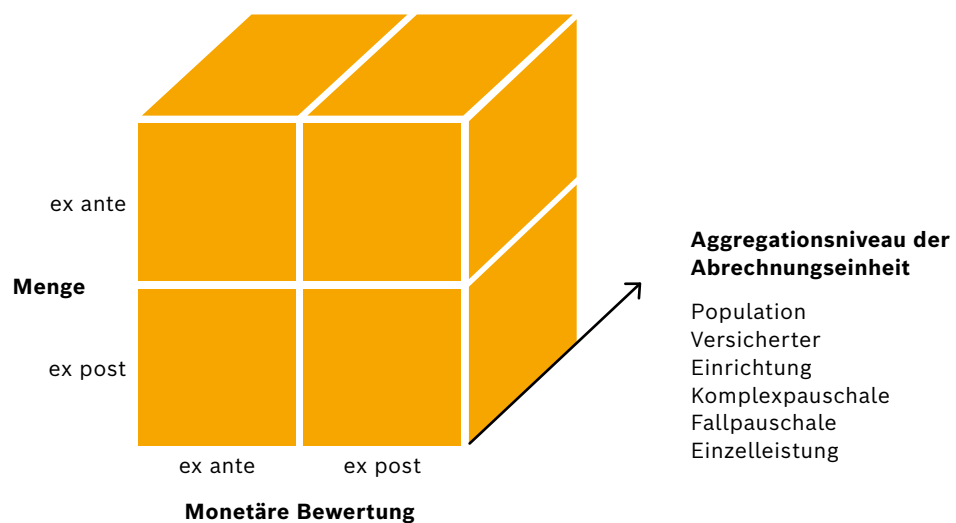 ex ante
Menge
ex post
ex ante
ex post
Monetäre Bewertung
Aggregationsniveau der
Abrechnungseinheit
Population
Versicherter
Einrichtung
Komplexpauschale
Fallpauschale
Einzelleistung